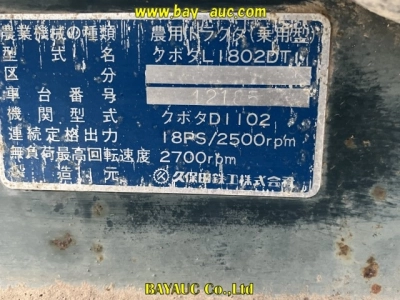 www.bay-auc.com
農業機械の種類 農用トラクタ(乗用型)
型式名 クボタL1802DT
区分
車台番号
機関型式 クボタD1102
連続定格出力 18PS/2500rpm
無負荷最高回転速度 2700rpm
製造元 久保田鉄工株式会社
BAYAUC Co.,Ltd